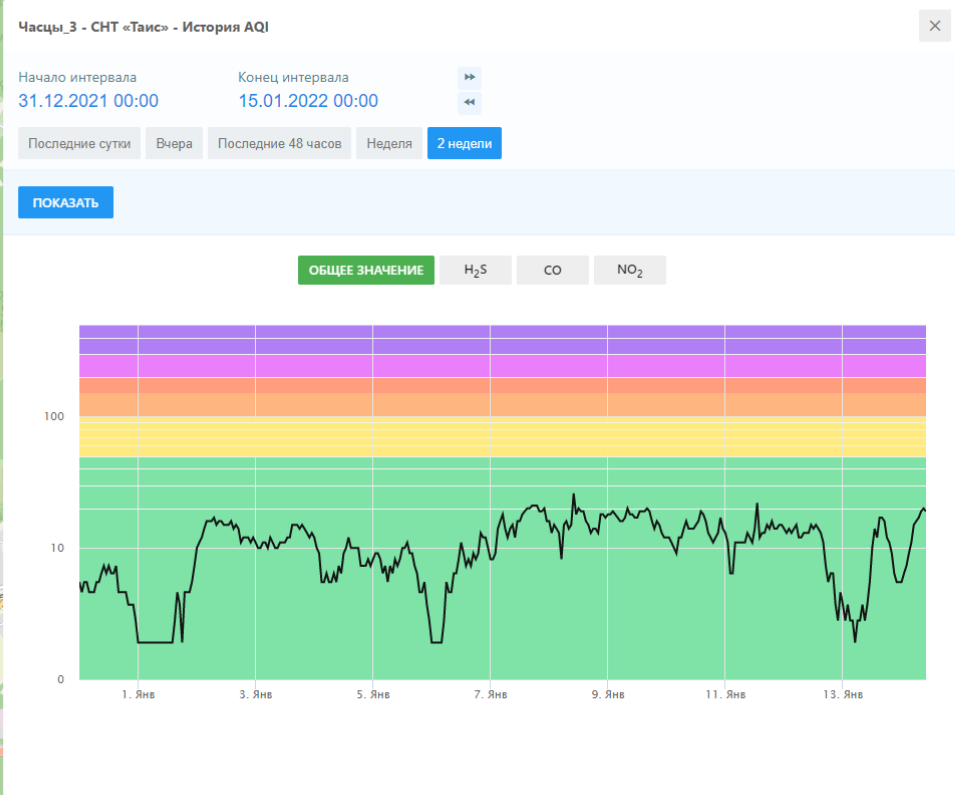 Часцы_3 - СНТ «Таис» - История AQI
Начало интервала Конец интервала
31.12.2021 00:00 15.01.2022 00:00
Последние сутки Вчера Последние 48 часов Неделя 2 недели
ПОКАЗАТЬ
ОБЩЕЕ ЗНАЧЕНИЕ H₂S CO NO₂
100
10
0
1. Янв 3. Янв 5. Янв 7. Янв 9. Янв 11. Янв 13. Янв